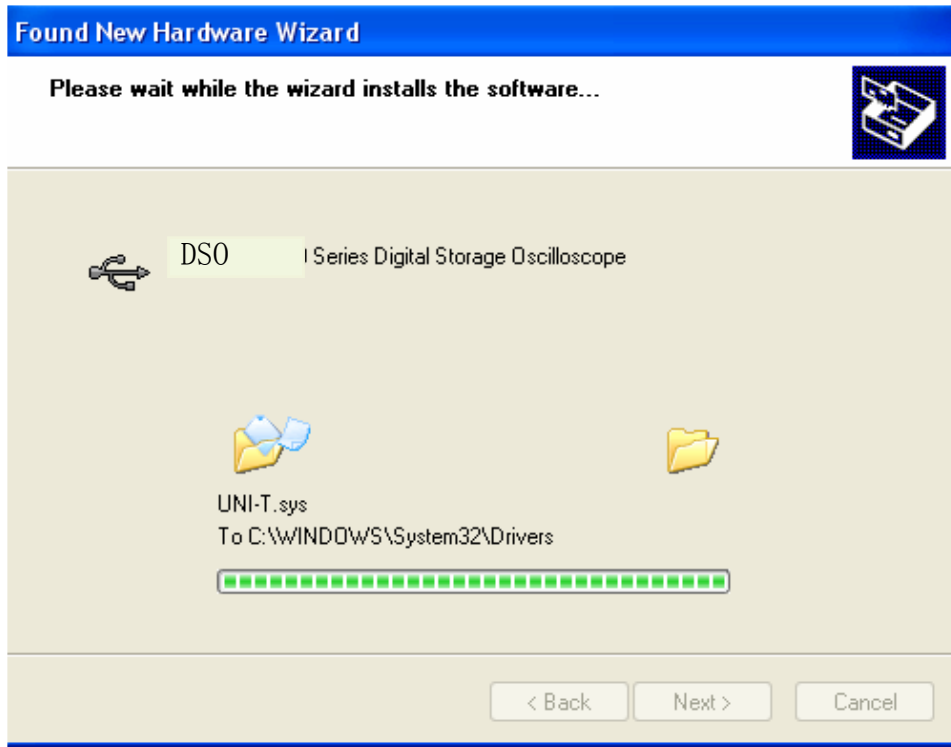 Found New Hardware Wizard
Please wait while the wizard installs the software...
DSO Series Digital Storage Oscilloscope
UNI-T.sys
To C:\WINDOWS\System32\Drivers
< Back Next > Cancel